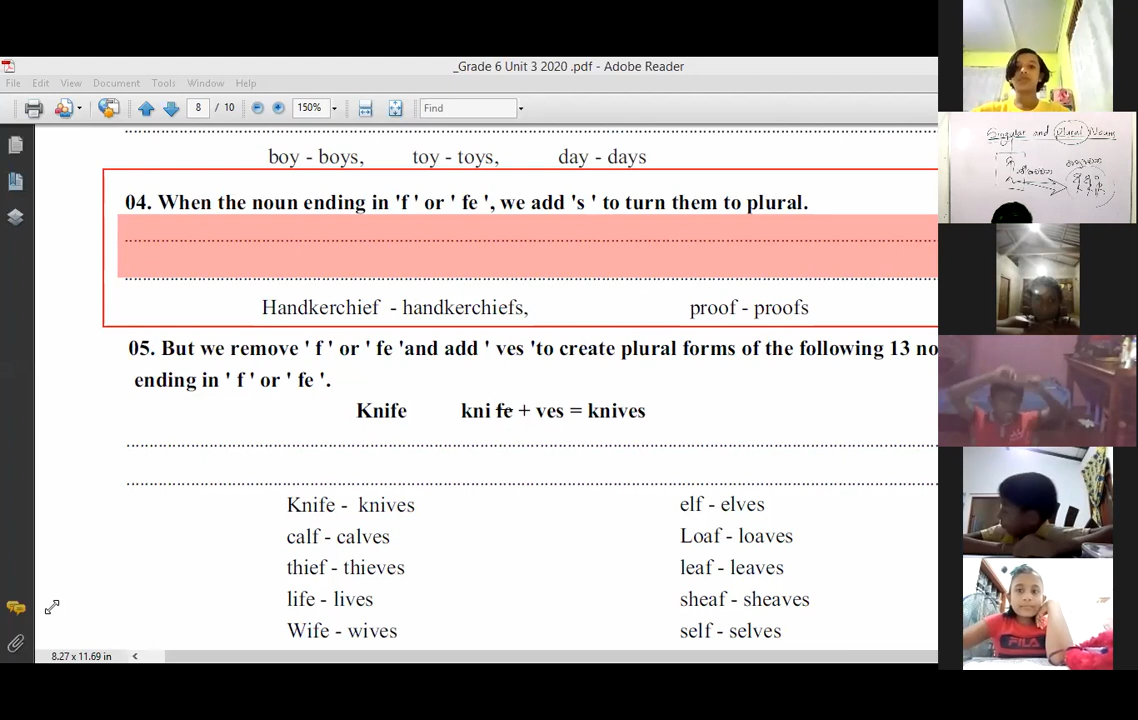 _Grade 6 Unit 3 2020 .pdf - Adobe Reader
File Edit View Document Tools Window Help
8 / 10 150% Find
boy - boys, toy - toys, day - days
04. When the noun ending in 'f ' or ' fe ', we add 's ' to turn them to plural.
Handkerchief - handkerchiefs, proof - proofs
05. But we remove ' f ' or ' fe 'and add ' ves 'to create plural forms of the following 13 no
ending in ' f ' or ' fe '.
Knife kni fe + ves = knives
Knife - knives elf - elves
calf - calves Loaf - loaves
thief - thieves leaf - leaves
life - lives sheaf - sheaves
Wife - wives self - selves
8.27 x 11.69 in
Singular and Plural Nouns
FILA